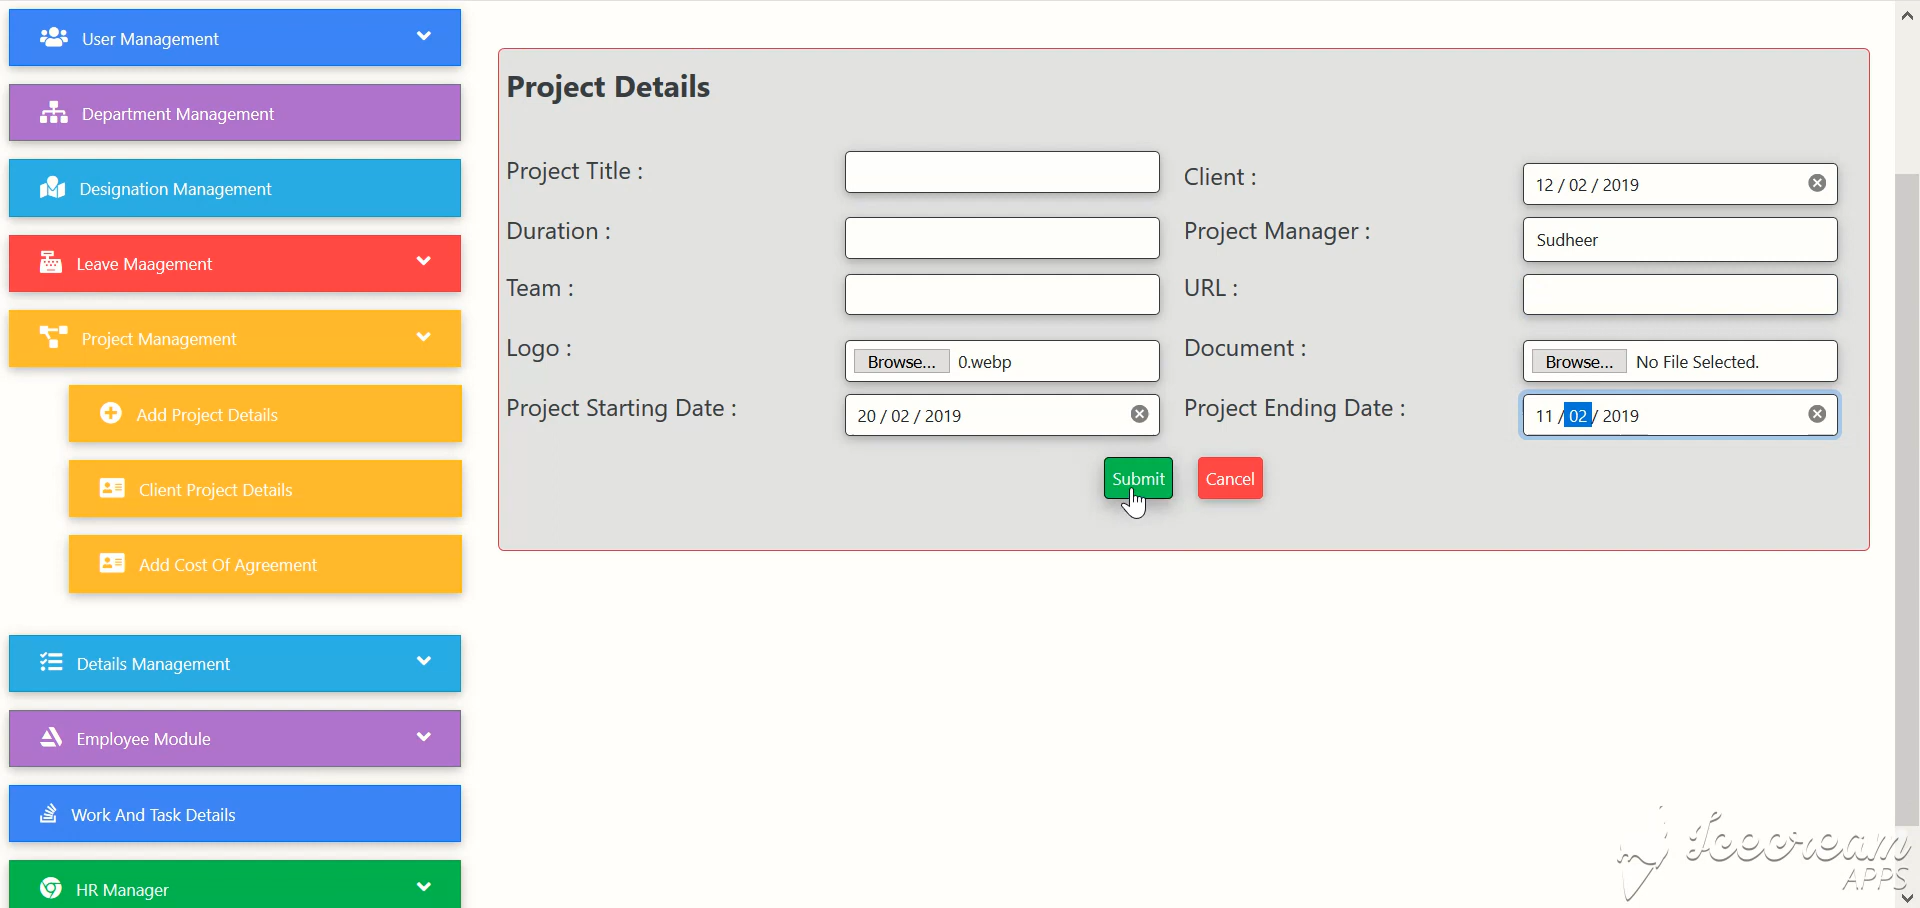 User Management
Department Management
Designation Management
Leave Maagement
Project Management
Add Project Details
Client Project Details
Add Cost Of Agreement
Details Management
Employee Module
Work And Task Details
HR Manager
Project Details
Project Title :
Client : 12 / 02 / 2019
Duration :
Project Manager : Sudheer
Team :
URL :
Logo : Browse... 0.webp
Document : Browse... No File Selected.
Project Starting Date : 20 / 02 / 2019
Project Ending Date : 11 / 02 / 2019
Submit Cancel
Icecream
APPS